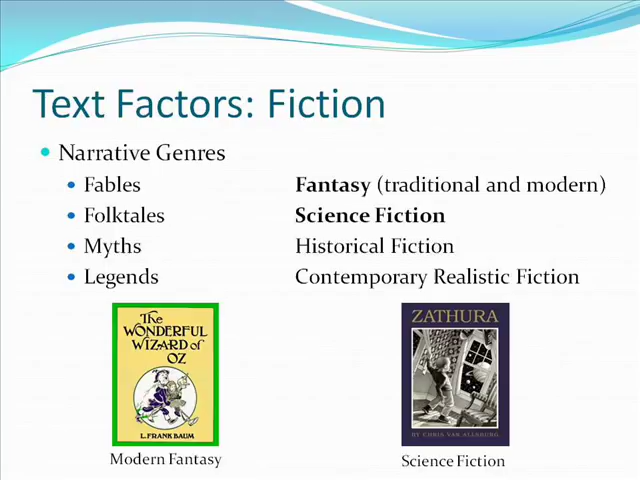 Text Factors: Fiction
Narrative Genres
Fables
Fantasy (traditional and modern)
Folktales
Science Fiction
Myths
Historical Fiction
Legends
Contemporary Realistic Fiction
The
WONDERFUL
WIZARD OF
OZ
L. FRANK BAUM
Modern Fantasy
ZATHURA
BY CHRIS VAN ALLSBURG
Science Fiction